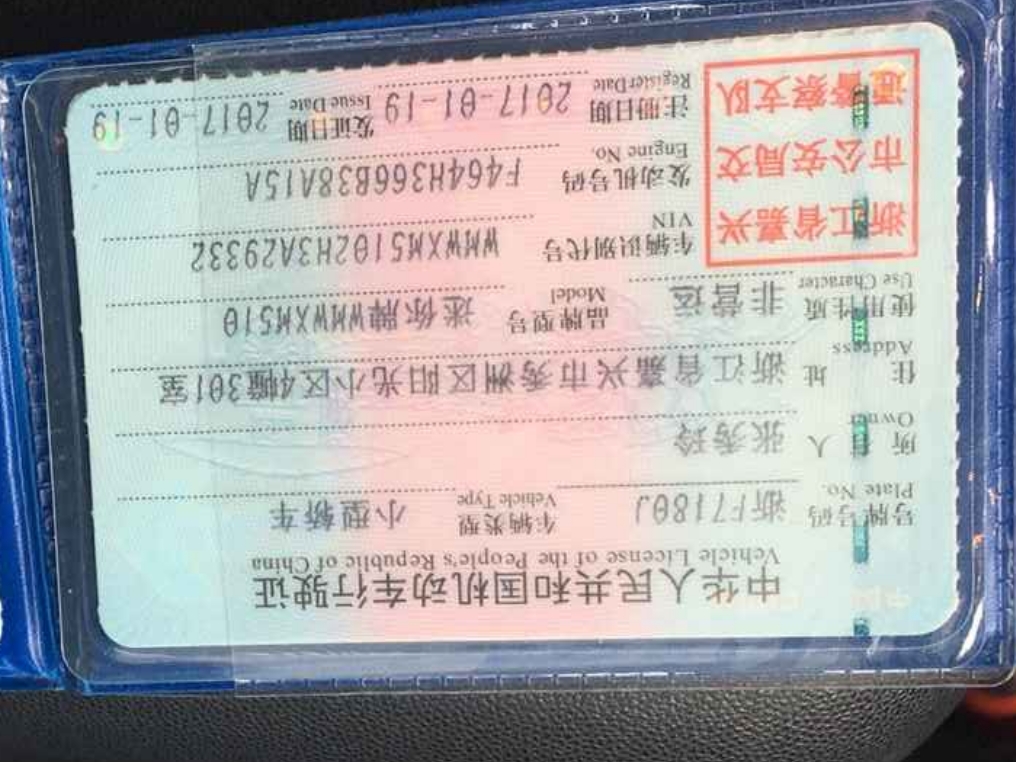 中华人民共和国机动车行驶证
Vehicle License of the People's Republic of China
号牌号码 浙F7180J 车辆类型 小型轿车
Plate No. Vehicle Type
所有人 张秀玲
Owner
住址 浙江省嘉兴市秀洲区阳光小区4幢301室
Address
使用性质 非营运 品牌型号 迷你牌WMWXM510
Use Character Model
浙江省嘉兴
市公安局交
通警察支队
车辆识别代号 WMWXM5102H3A29332
VIN
发动机号码 F464H366B38A15A
Engine No.
注册日期 2017-01-19 发证日期 2017-01-19
Register Date Issue Date